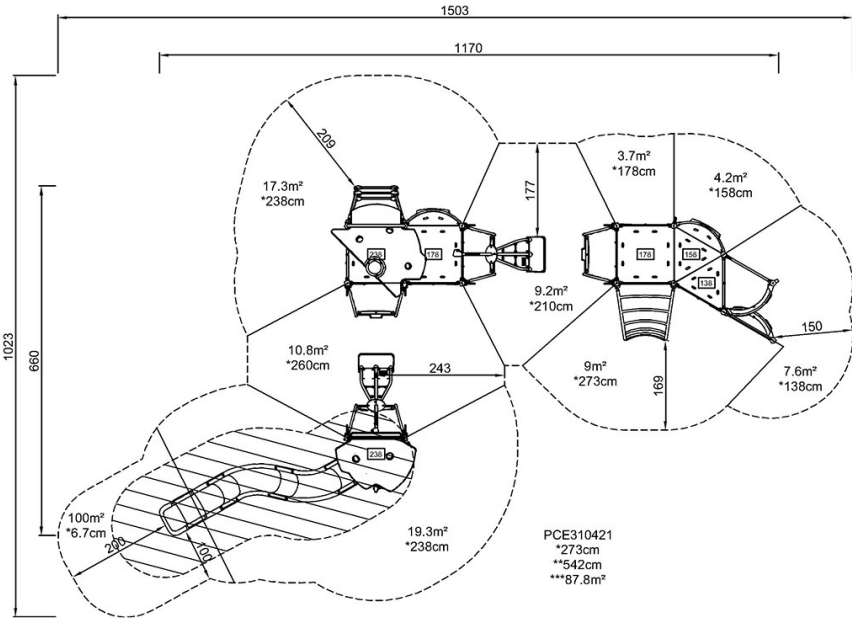 1503
1170
209
17.3m²
*238cm
177
3.7m²
*178cm
4.2m²
*158cm
1023
660
238
178
178
158
138
9.2m²
*210cm
10.8m²
*260cm
243
9m²
*273cm
169
150
7.6m²
*138cm
238
100m²
*6.7cm
200
100
19.3m²
*238cm
PCE310421
*273cm
**542cm
***87.8m²